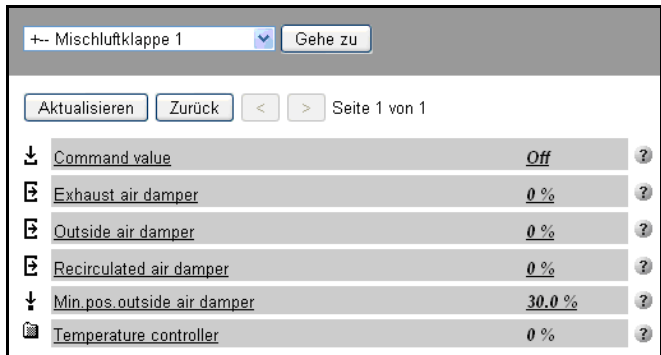 +-- Mischluftklappe 1 Gehe zu
Aktualisieren Zurück < > Seite 1 von 1
Command value Off ?
Exhaust air damper 0 % ?
Outside air damper 0 % ?
Recirculated air damper 0 % ?
Min.pos.outside air damper 30.0 % ?
Temperature controller 0 % ?